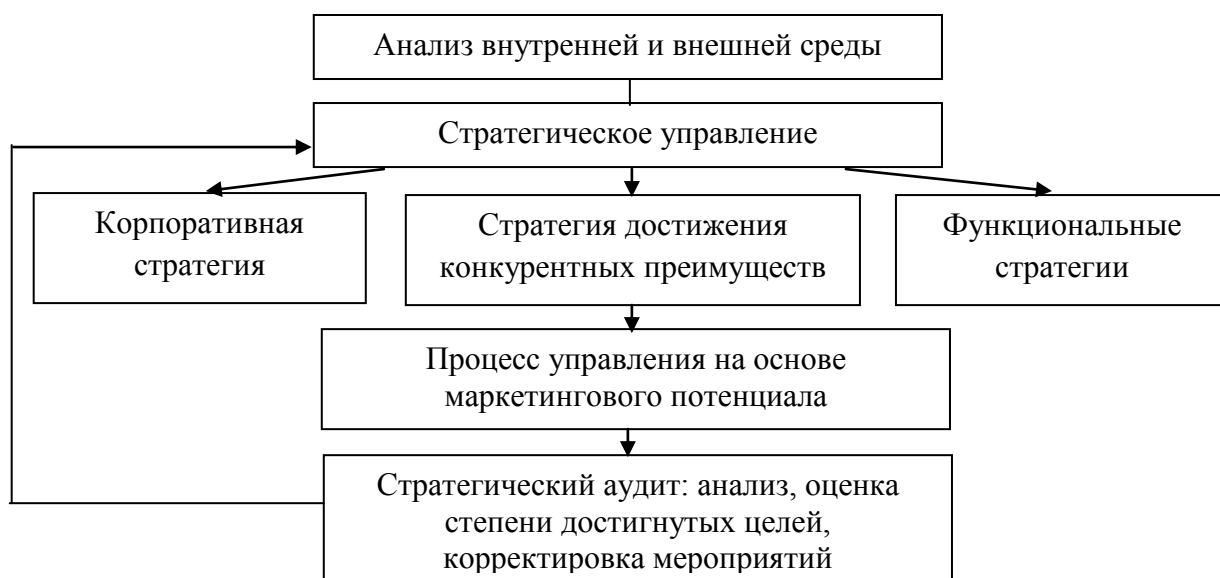 Анализ внутренней и внешней среды
Стратегическое управление
Корпоративная
стратегия
Стратегия достижения
конкурентных преимуществ
Функциональные
стратегии
Процесс управления на основе
маркетингового потенциала
Стратегический аудит: анализ, оценка
степени достигнутых целей,
корректировка мероприятий